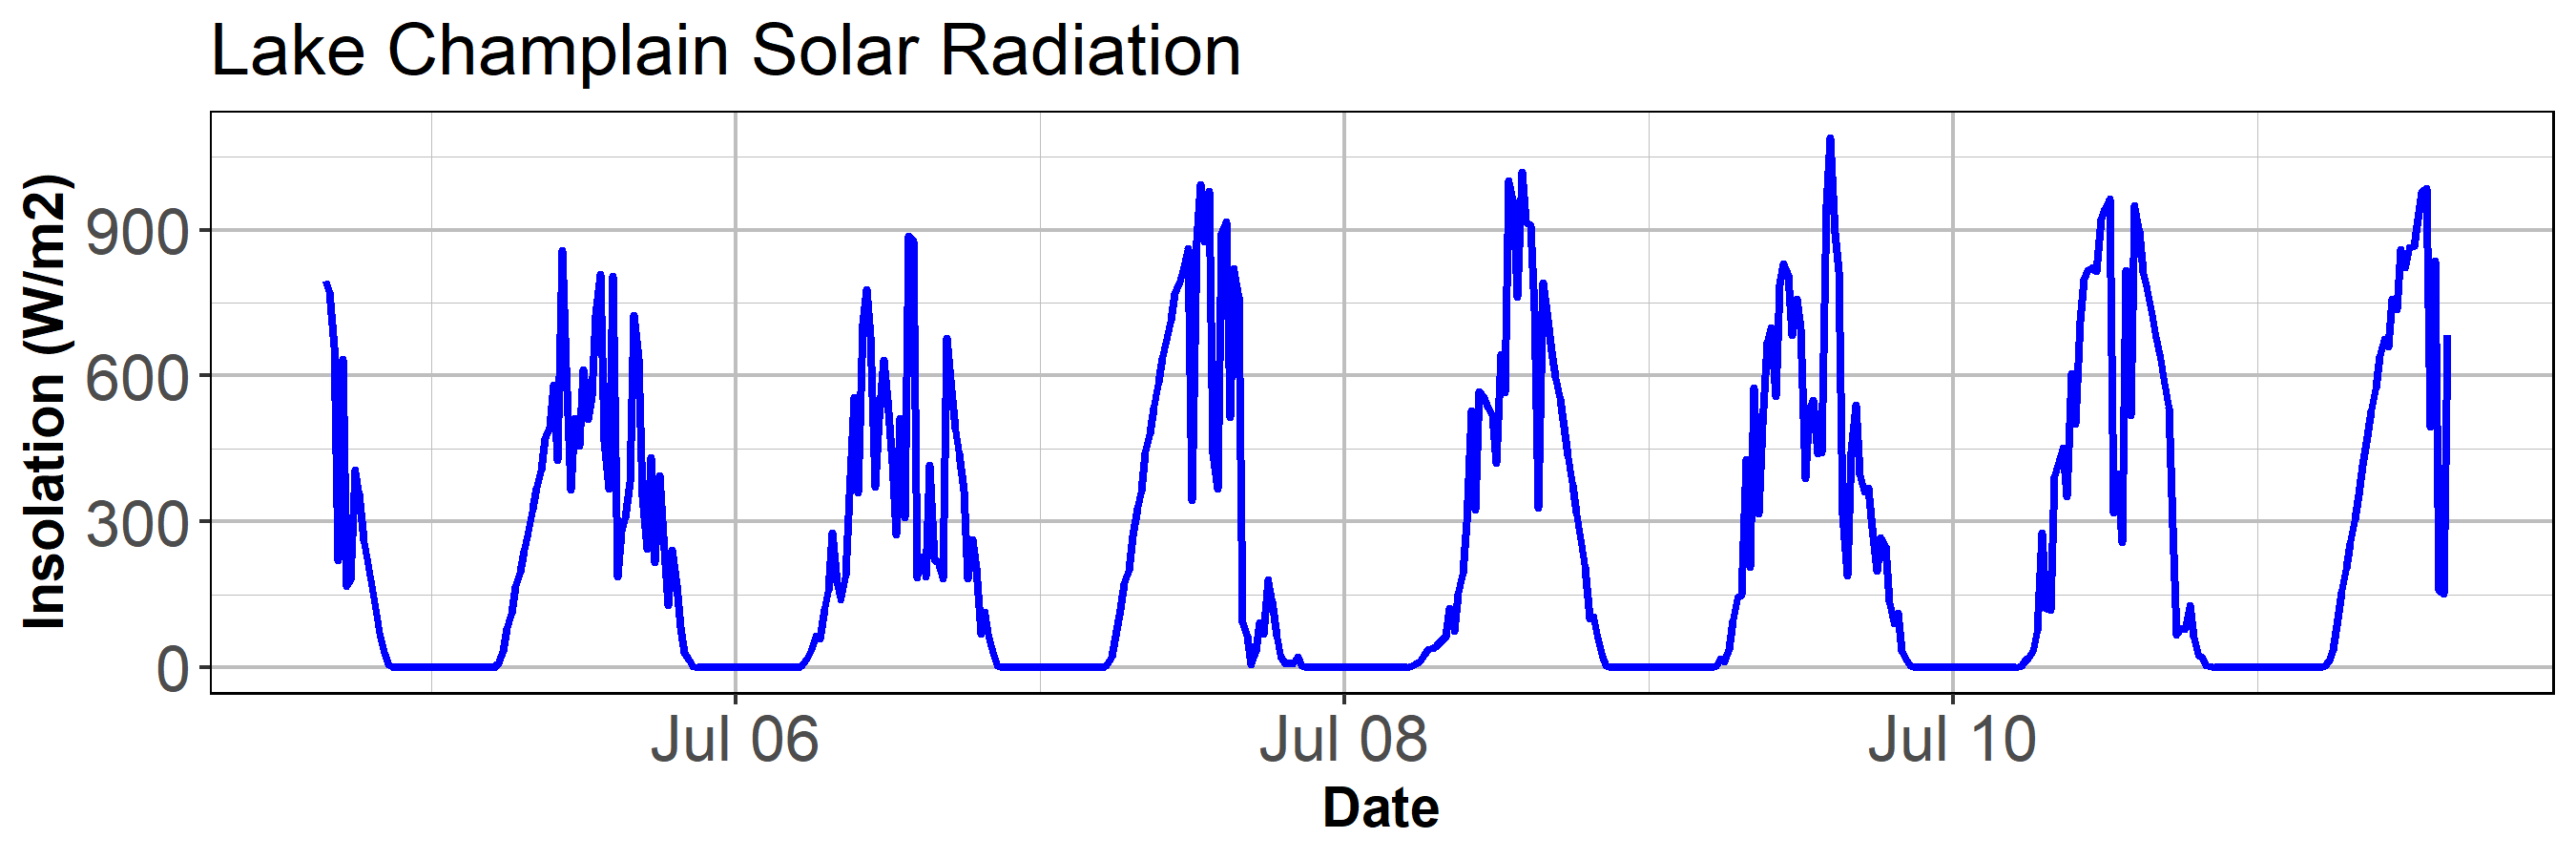 Lake Champlain Solar Radiation
Insolation (W/m2)
900
600
300
0
Jul 06
Jul 08
Jul 10
Date